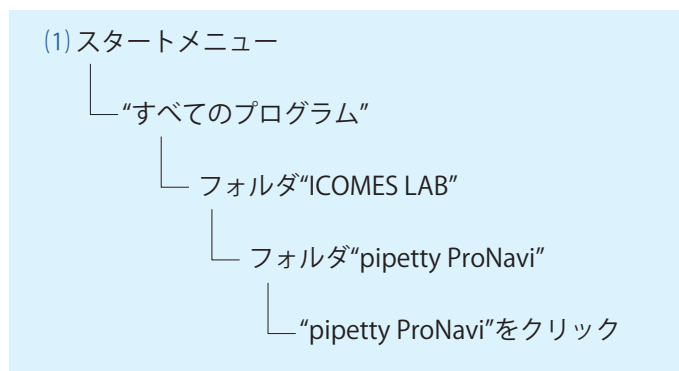 (1) スタートメニュー
“すべてのプログラム”
フォルダ“ICOMES LAB”
フォルダ“pipetty ProNavi”
“pipetty ProNavi”をクリック